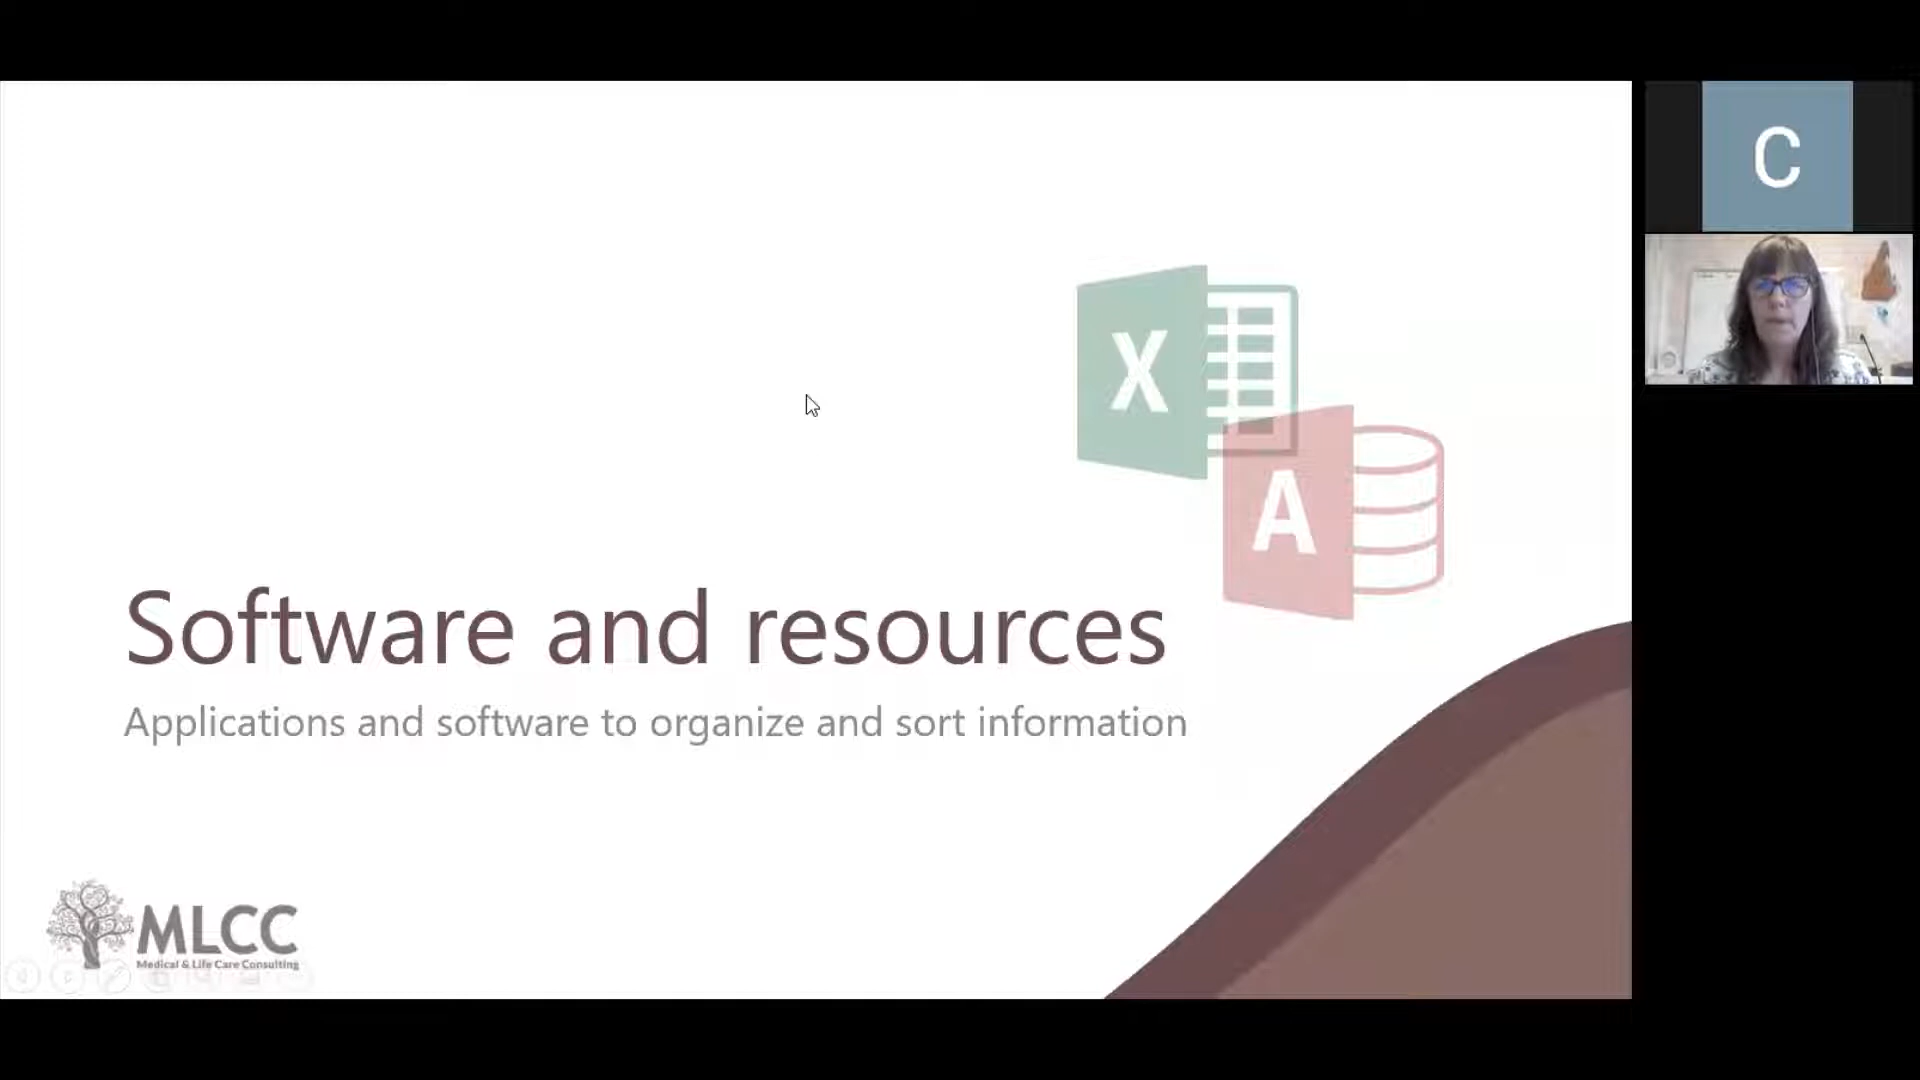 C
X
A
Software and resources
Applications and software to organize and sort information
MLCC
Medical & Life Care Consulting